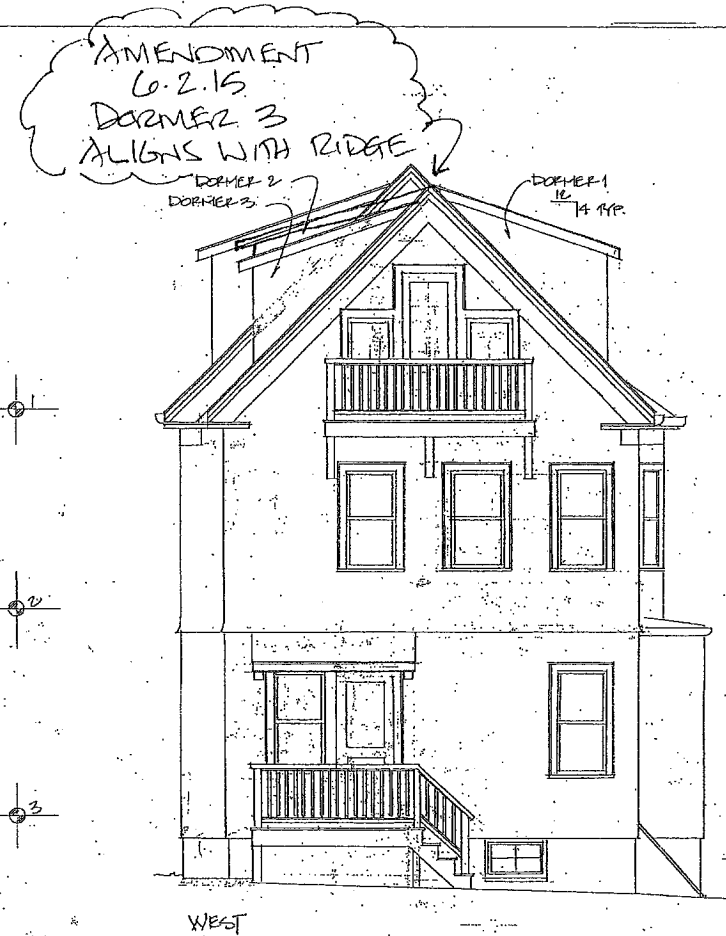 AMENDMENT
6.2.15
DORMER 3
ALIGNS WITH RIDGE
DORMER 2
DORMER 3
DORMER 1
12
4 TYP.
1
2
3
WEST